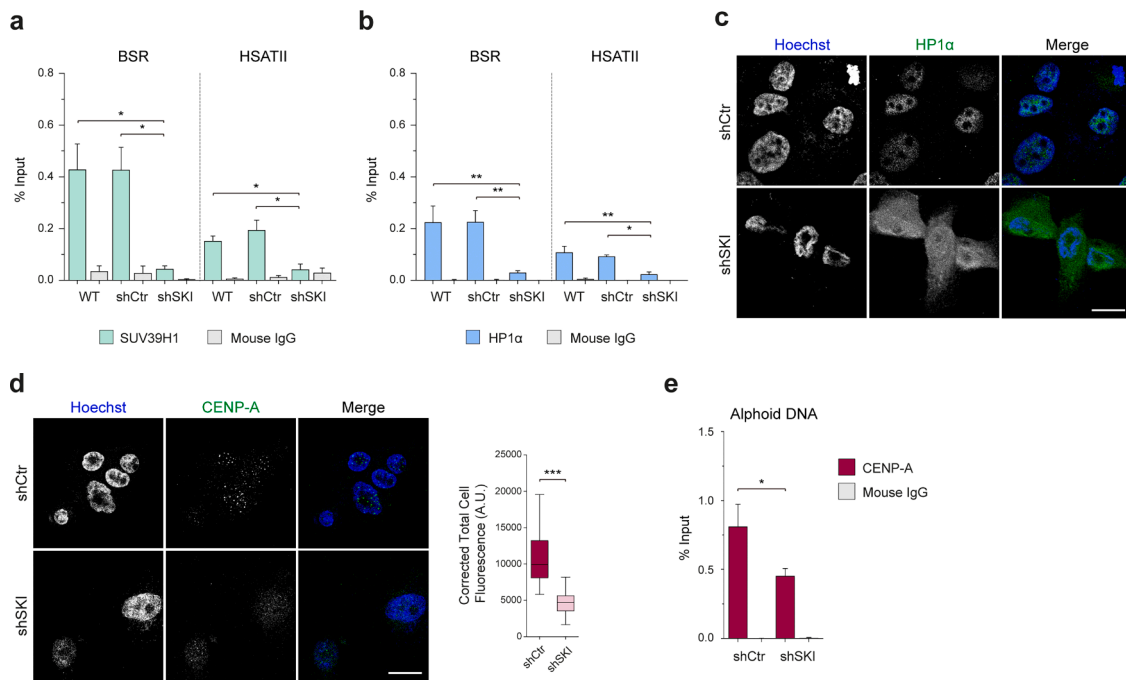 a
BSR
HSATII
% Input
0.8
0.6
0.4
0.2
0.0
*
*
*
*
WT
shCtr
shSKI
WT
shCtr
shSKI
SUV39H1
Mouse IgG
b
BSR
HSATII
% Input
0.8
0.6
0.4
0.2
0.0
**
**
**
*
WT
shCtr
shSKI
WT
shCtr
shSKI
HP1α
Mouse IgG
c
Hoechst
HP1α
Merge
shCtr
shSKI
d
Hoechst
CENP-A
Merge
shCtr
shSKI
Corrected Total Cell
Fluorescence (A.U.)
25000
20000
15000
10000
5000
0
***
shCtr
shSKI
e
Alphoid DNA
% Input
1.5
1.0
0.5
0.0
*
shCtr
shSKI
CENP-A
Mouse IgG